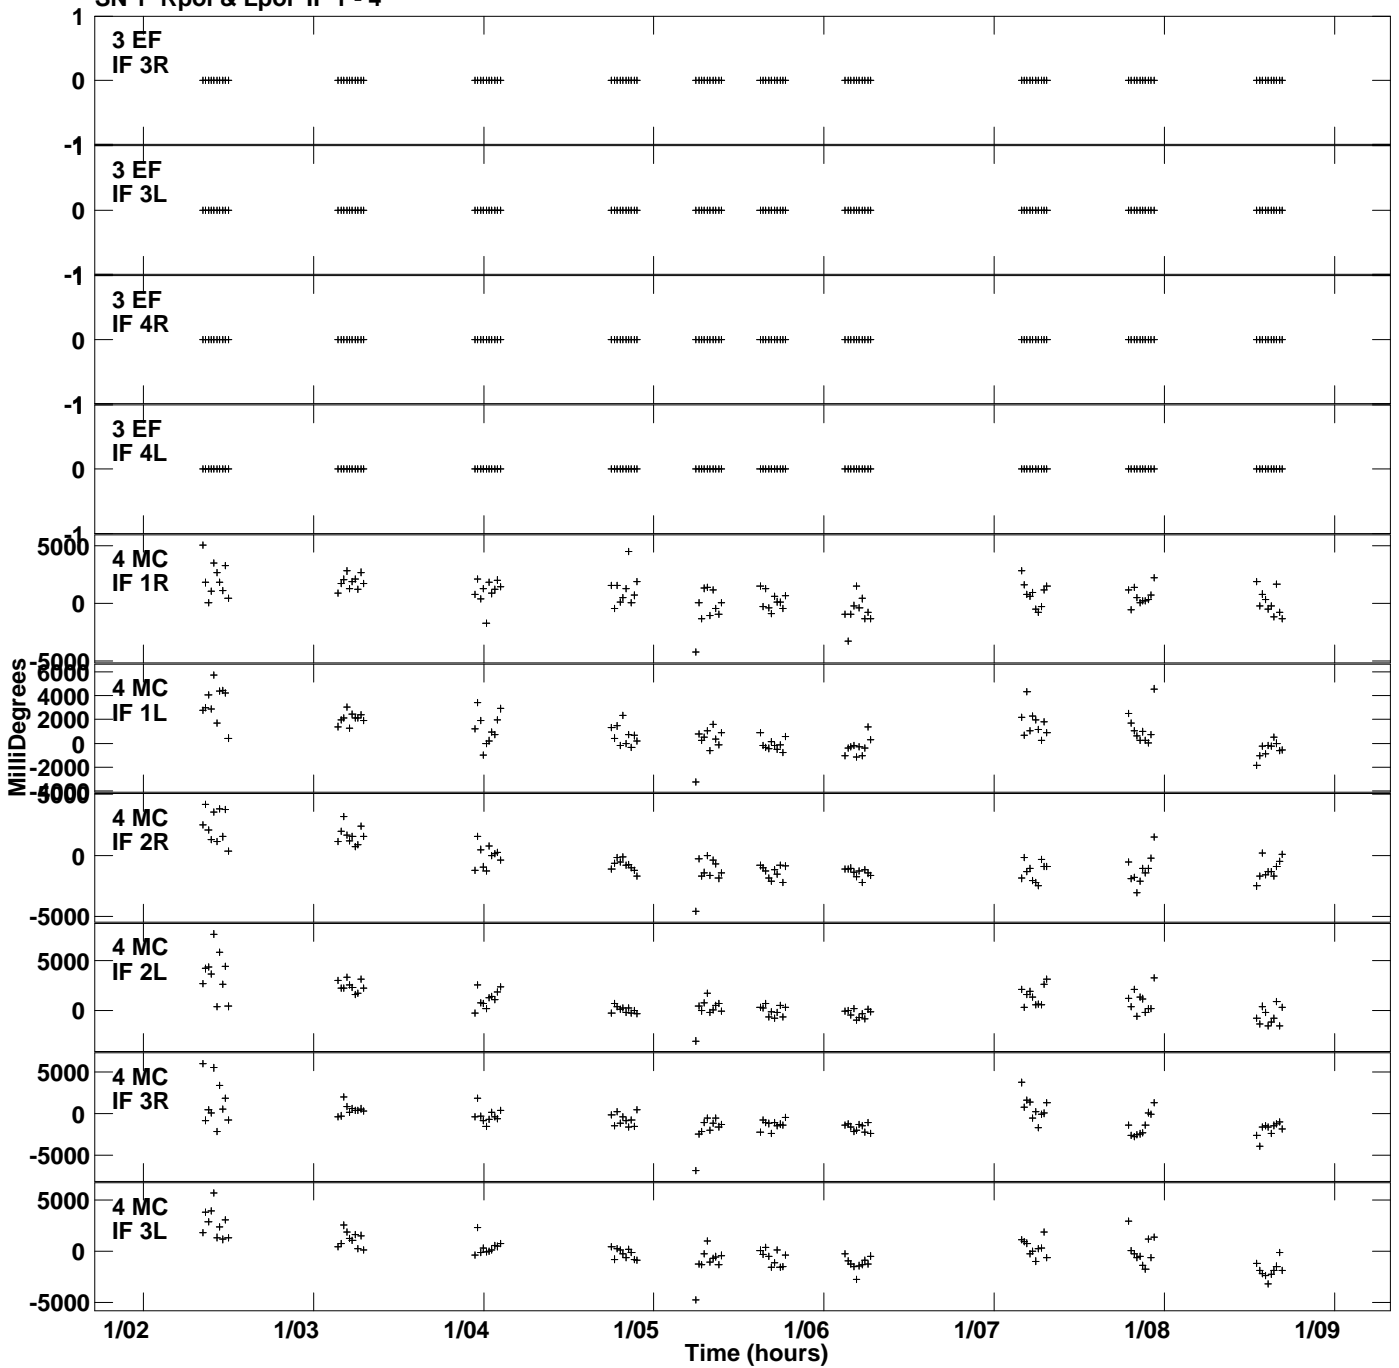 SN 1 Rpol & Lpol IF 1 - 4
1
3 EF
IF 3R
0
-1
3 EF
IF 3L
0
-1
3 EF
IF 4R
0
-1
3 EF
IF 4L
0
-1
5000
4 MC
IF 1R
0
-5000
6000
4 MC
IF 1L
4000
2000
0
-2000
-4000
MilliDegrees
5000
4 MC
IF 2R
0
-5000
4 MC
IF 2L
5000
0
4 MC
IF 3R
5000
0
-5000
4 MC
IF 3L
5000
0
-5000
1/02 1/03 1/04 1/05 1/06 1/07 1/08 1/09
Time (hours)